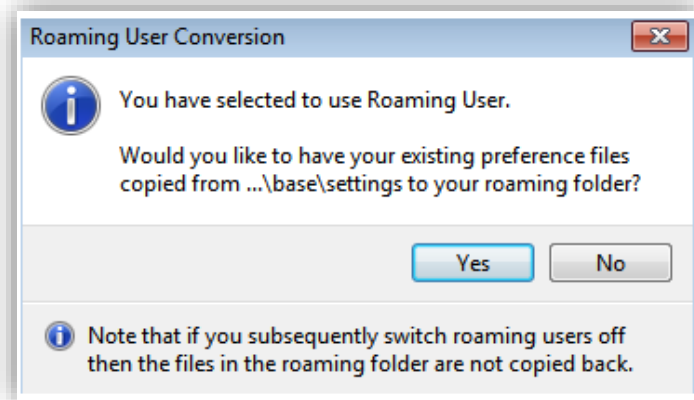 Roaming User Conversion
You have selected to use Roaming User.
Would you like to have your existing preference files
copied from ...\base\settings to your roaming folder?
Yes No
Note that if you subsequently switch roaming users off
then the files in the roaming folder are not copied back.